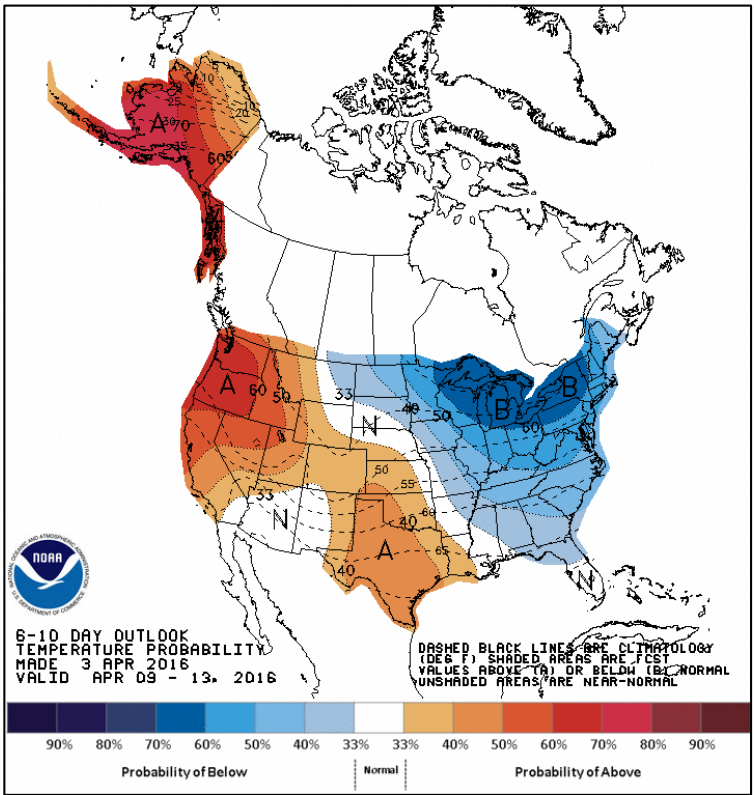 A
70
60
A
60
50
33
40
50
B
B
60
N
50
55
60
33
N
40
A
65
40
N
NATIONAL OCEANIC AND ATMOSPHERIC ADMINISTRATION
NOAA
U.S. DEPARTMENT OF COMMERCE
6-10 DAY OUTLOOK
TEMPERATURE PROBABILITY
MADE 3 APR 2016
VALID APR 09 - 13, 2016
DASHED BLACK LINES ARE CLIMATOLOGY
(DEG F) SHADED AREAS ARE FCST
VALUES ABOVE (A) OR BELOW (B) NORMAL
UNSHADED AREAS ARE NEAR-NORMAL
90% 80% 70% 60% 50% 40% 33% 33% 40% 50% 60% 70% 80% 90%
Probability of Below Normal Probability of Above